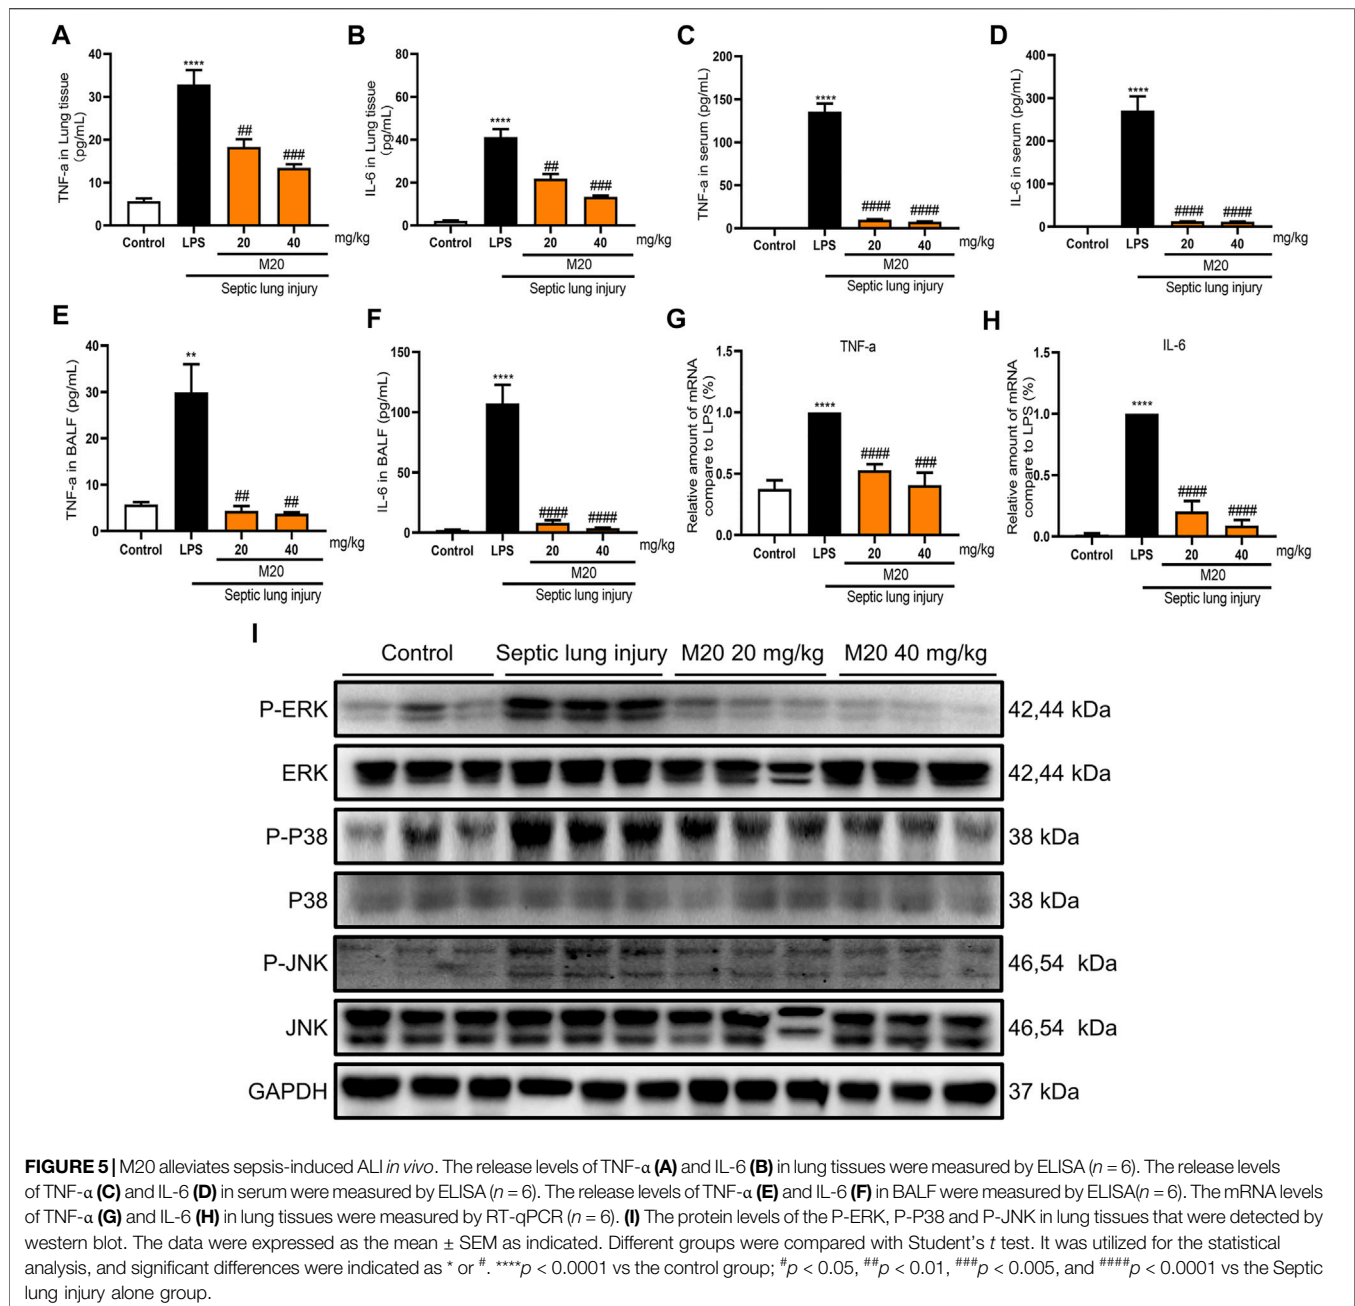 A
TNF-a in Lung tissue
(pg/mL)
40
30
20
10
0
****
##
###
Control LPS 20 40 mg/kg
M20
Septic lung injury
B
IL-6 in Lung tissue
(pg/mL)
80
60
40
20
0
****
##
###
Control LPS 20 40 mg/kg
M20
Septic lung injury
C
TNF-a in serum (pg/mL)
200
150
100
50
0
****
####
####
Control LPS 20 40 mg/kg
M20
Septic lung injury
D
IL-6 in serum (pg/mL)
400
300
200
100
0
****
####
####
Control LPS 20 40 mg/kg
M20
Septic lung injury
E
TNF-a in BALF (pg/mL)
40
30
20
10
0
**
##
##
Control LPS 20 40 mg/kg
M20
Septic lung injury
F
IL-6 in BALF (pg/mL)
150
100
50
0
****
####
####
Control LPS 20 40 mg/kg
M20
Septic lung injury
G
TNF-a
Relative amount of mRNA
compare to LPS (%)
1.5
1.0
0.5
0.0
****
####
###
Control LPS 20 40 mg/kg
M20
Septic lung injury
H
IL-6
Relative amount of mRNA
compare to LPS (%)
1.5
1.0
0.5
0.0
****
####
####
Control LPS 20 40 mg/kg
M20
Septic lung injury
I
Control Septic lung injury M20 20 mg/kg M20 40 mg/kg
P-ERK 42,44 kDa
ERK 42,44 kDa
P-P38 38 kDa
P38 38 kDa
P-JNK 46,54 kDa
JNK 46,54 kDa
GAPDH 37 kDa
FIGURE 5 | M20 alleviates sepsis-induced ALI in vivo. The release levels of TNF-α (A) and IL-6 (B) in lung tissues were measured by ELISA (n = 6). The release levels
of TNF-α (C) and IL-6 (D) in serum were measured by ELISA (n = 6). The release levels of TNF-α (E) and IL-6 (F) in BALF were measured by ELISA(n = 6). The mRNA levels
of TNF-α (G) and IL-6 (H) in lung tissues were measured by RT-qPCR (n = 6). (I) The protein levels of the P-ERK, P-P38 and P-JNK in lung tissues that were detected by
western blot. The data were expressed as the mean ± SEM as indicated. Different groups were compared with Student's t test. It was utilized for the statistical
analysis, and significant differences were indicated as * or #. ****p < 0.0001 vs the control group; #p < 0.05, ##p < 0.01, ###p < 0.005, and ####p < 0.0001 vs the Septic
lung injury alone group.